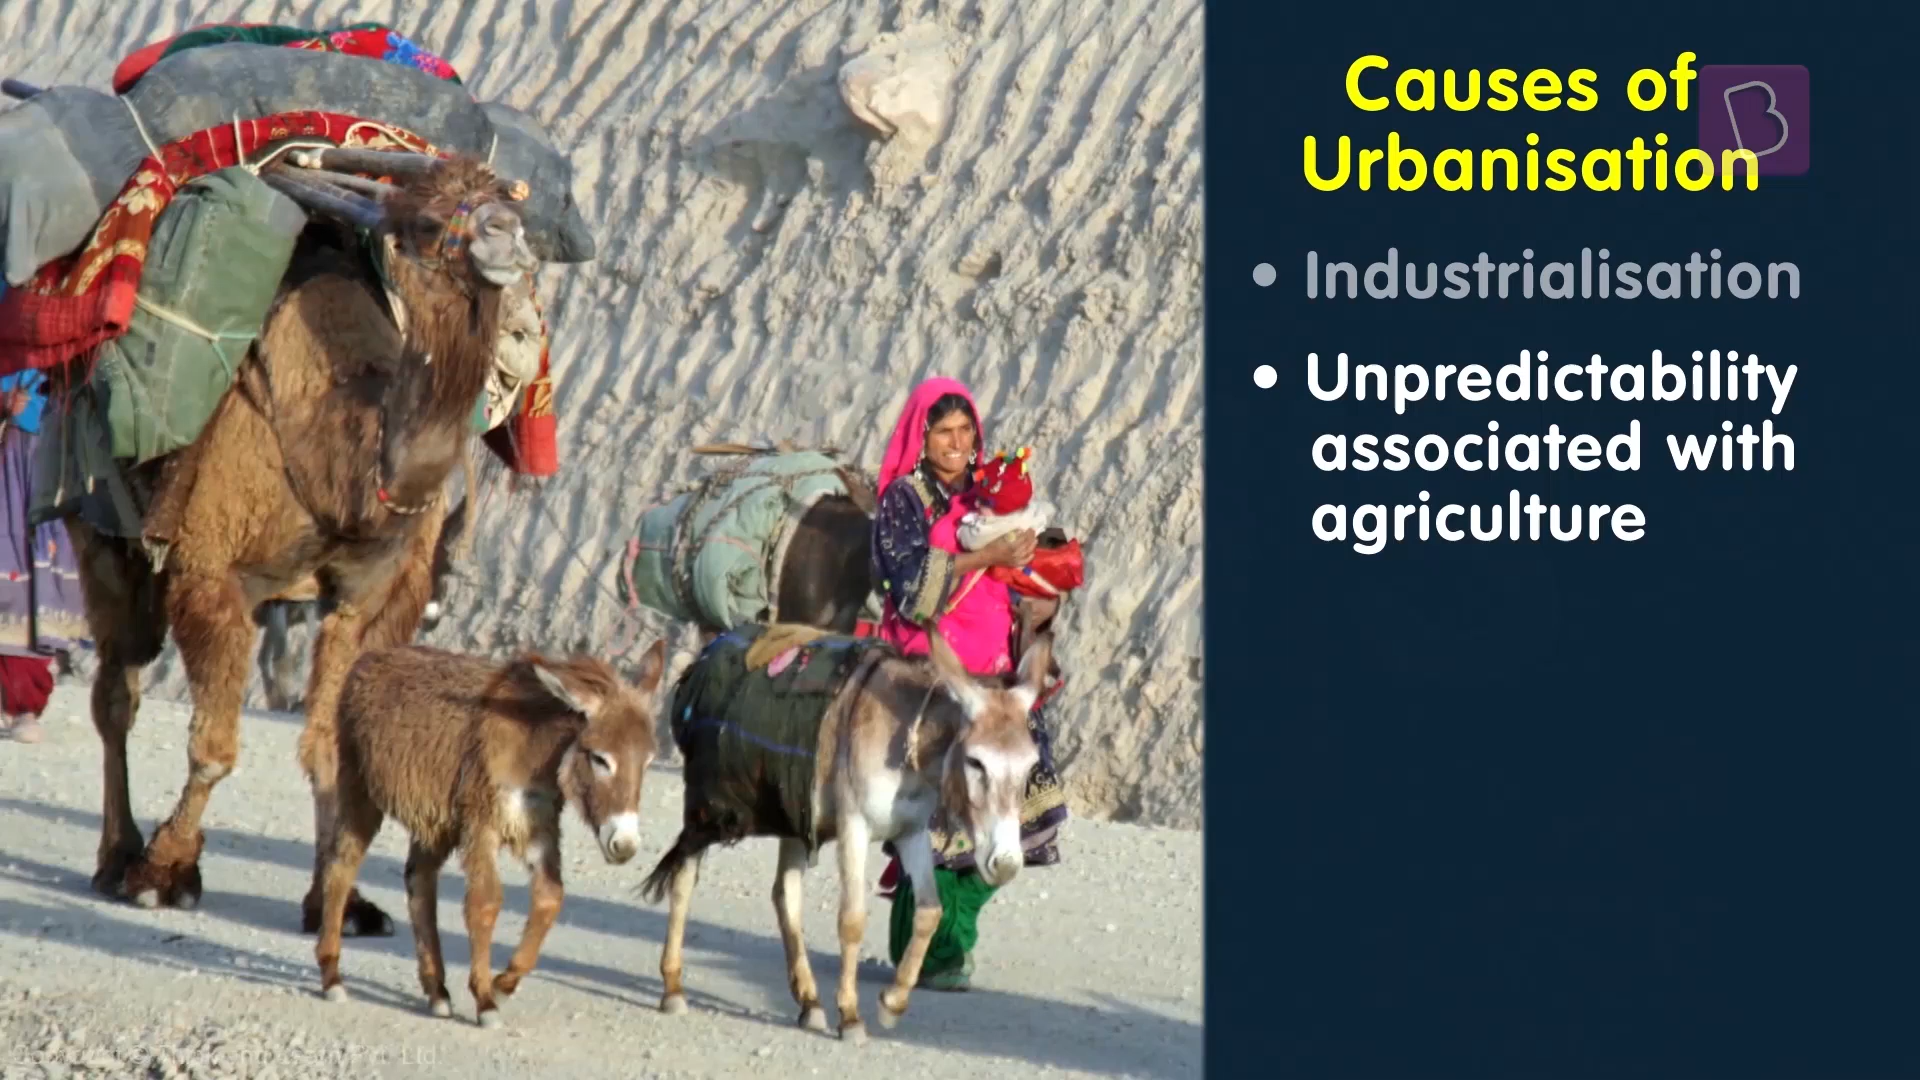 Causes of
Urbanisation
• Industrialisation
• Unpredictability
associated with
agriculture